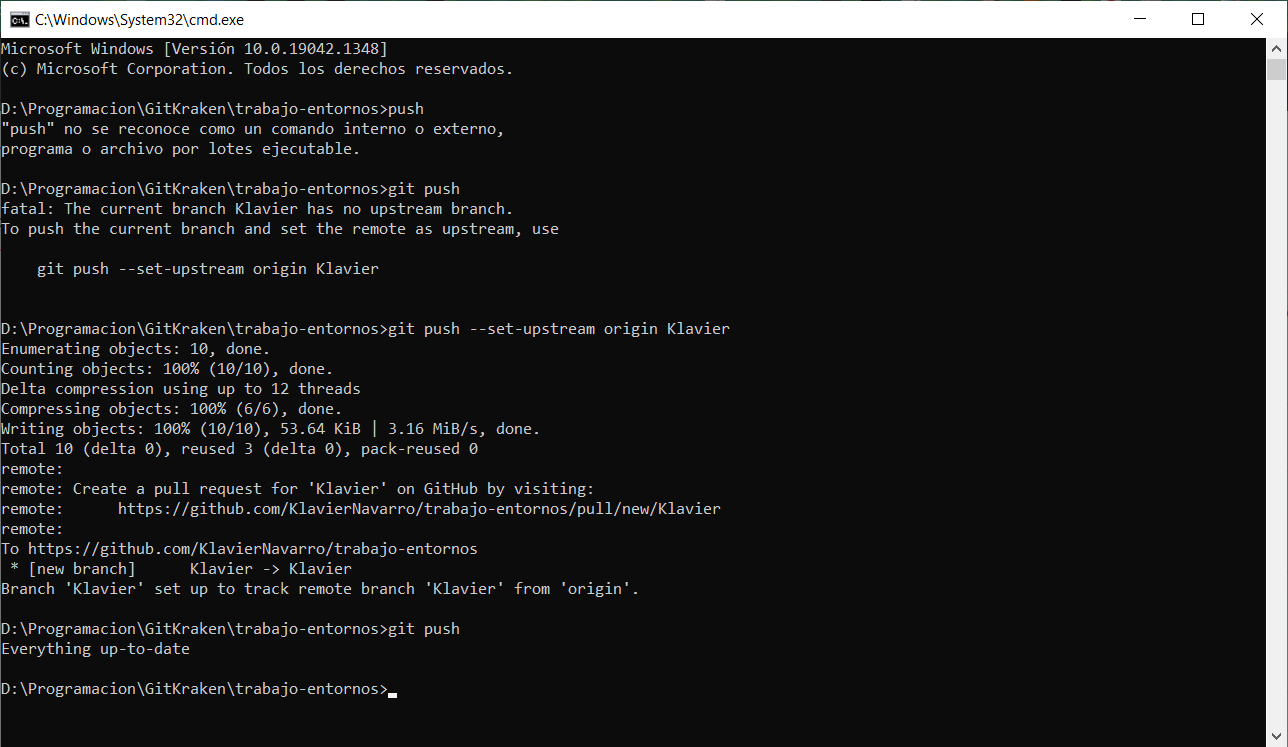 C:\Windows\System32\cmd.exe
Microsoft Windows [Versión 10.0.19042.1348]
(c) Microsoft Corporation. Todos los derechos reservados.
D:\Programacion\GitKraken\trabajo-entornos>push
"push" no se reconoce como un comando interno o externo,
programa o archivo por lotes ejecutable.
D:\Programacion\GitKraken\trabajo-entornos>git push
fatal: The current branch Klavier has no upstream branch.
To push the current branch and set the remote as upstream, use
    git push --set-upstream origin Klavier
D:\Programacion\GitKraken\trabajo-entornos>git push --set-upstream origin Klavier
Enumerating objects: 10, done.
Counting objects: 100% (10/10), done.
Delta compression using up to 12 threads
Compressing objects: 100% (6/6), done.
Writing objects: 100% (10/10), 53.64 KiB | 3.16 MiB/s, done.
Total 10 (delta 0), reused 3 (delta 0), pack-reused 0
remote:
remote: Create a pull request for 'Klavier' on GitHub by visiting:
remote:      https://github.com/KlavierNavarro/trabajo-entornos/pull/new/Klavier
remote:
To https://github.com/KlavierNavarro/trabajo-entornos
 * [new branch]      Klavier -> Klavier
Branch 'Klavier' set up to track remote branch 'Klavier' from 'origin'.
D:\Programacion\GitKraken\trabajo-entornos>git push
Everything up-to-date
D:\Programacion\GitKraken\trabajo-entornos>